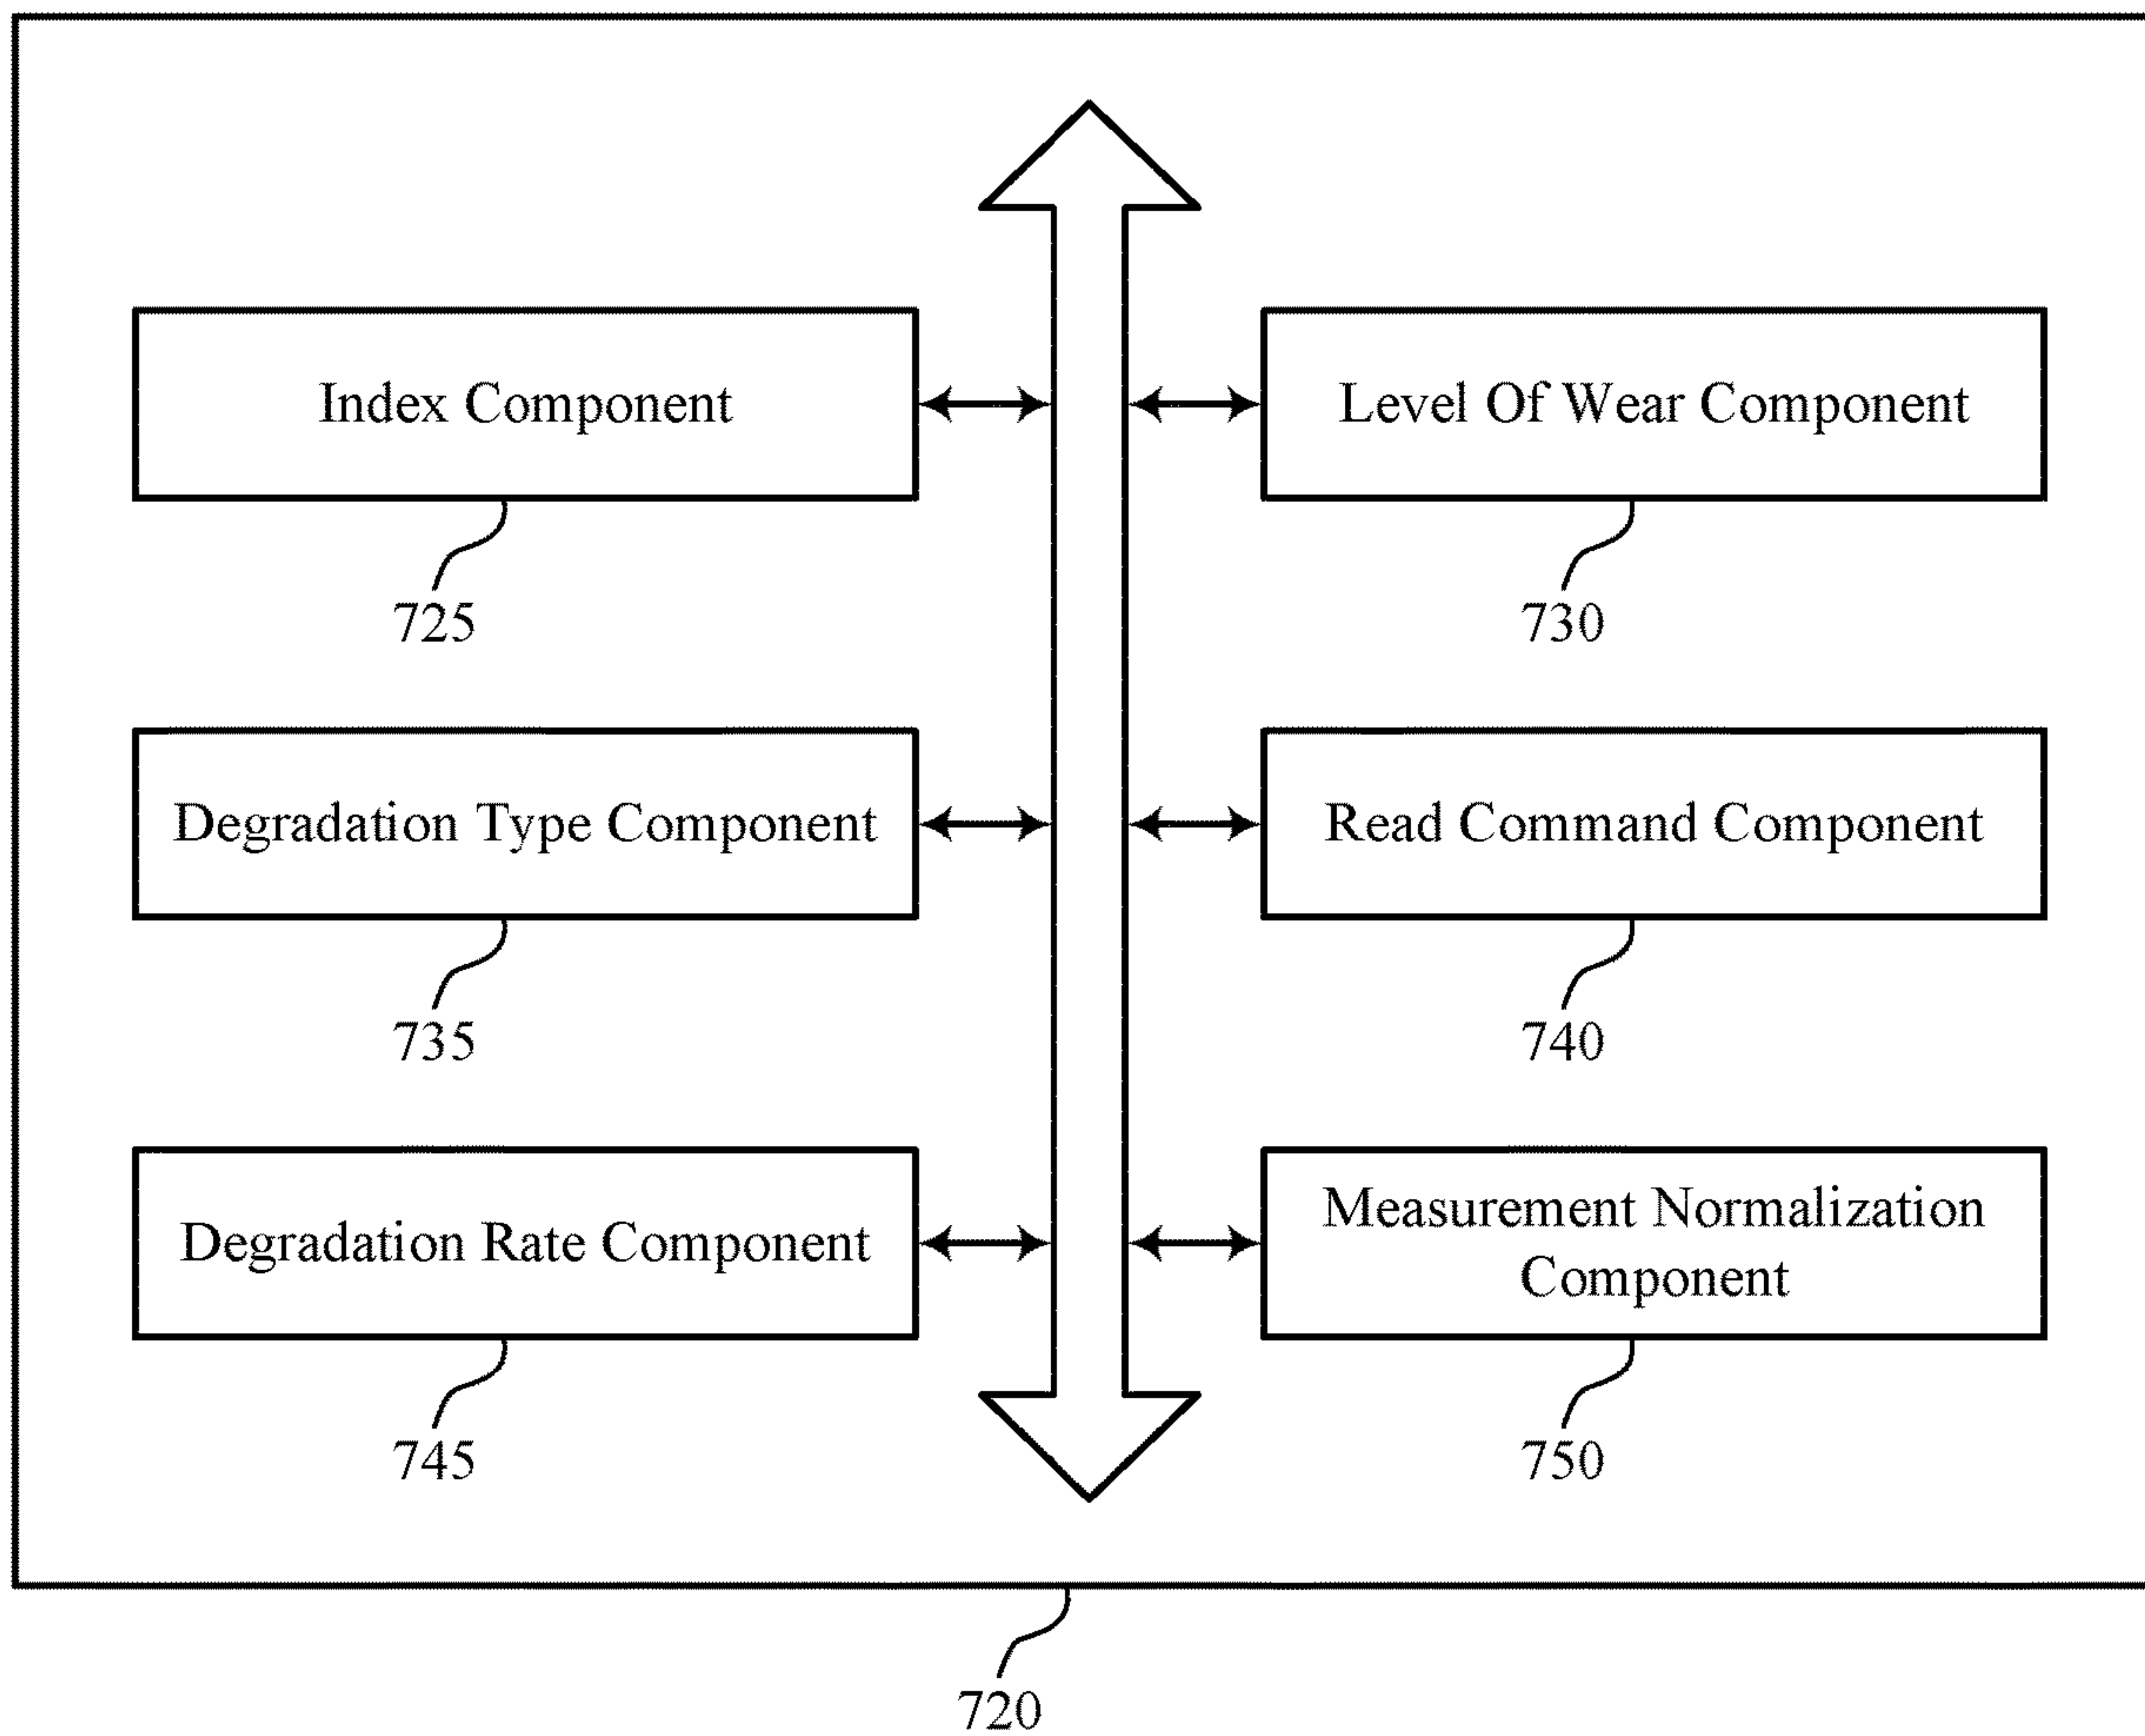 Index Component
Level Of Wear Component
725
730
Degradation Type Component
Read Command Component
735
740
Degradation Rate Component
Measurement Normalization
Component
745
750
720